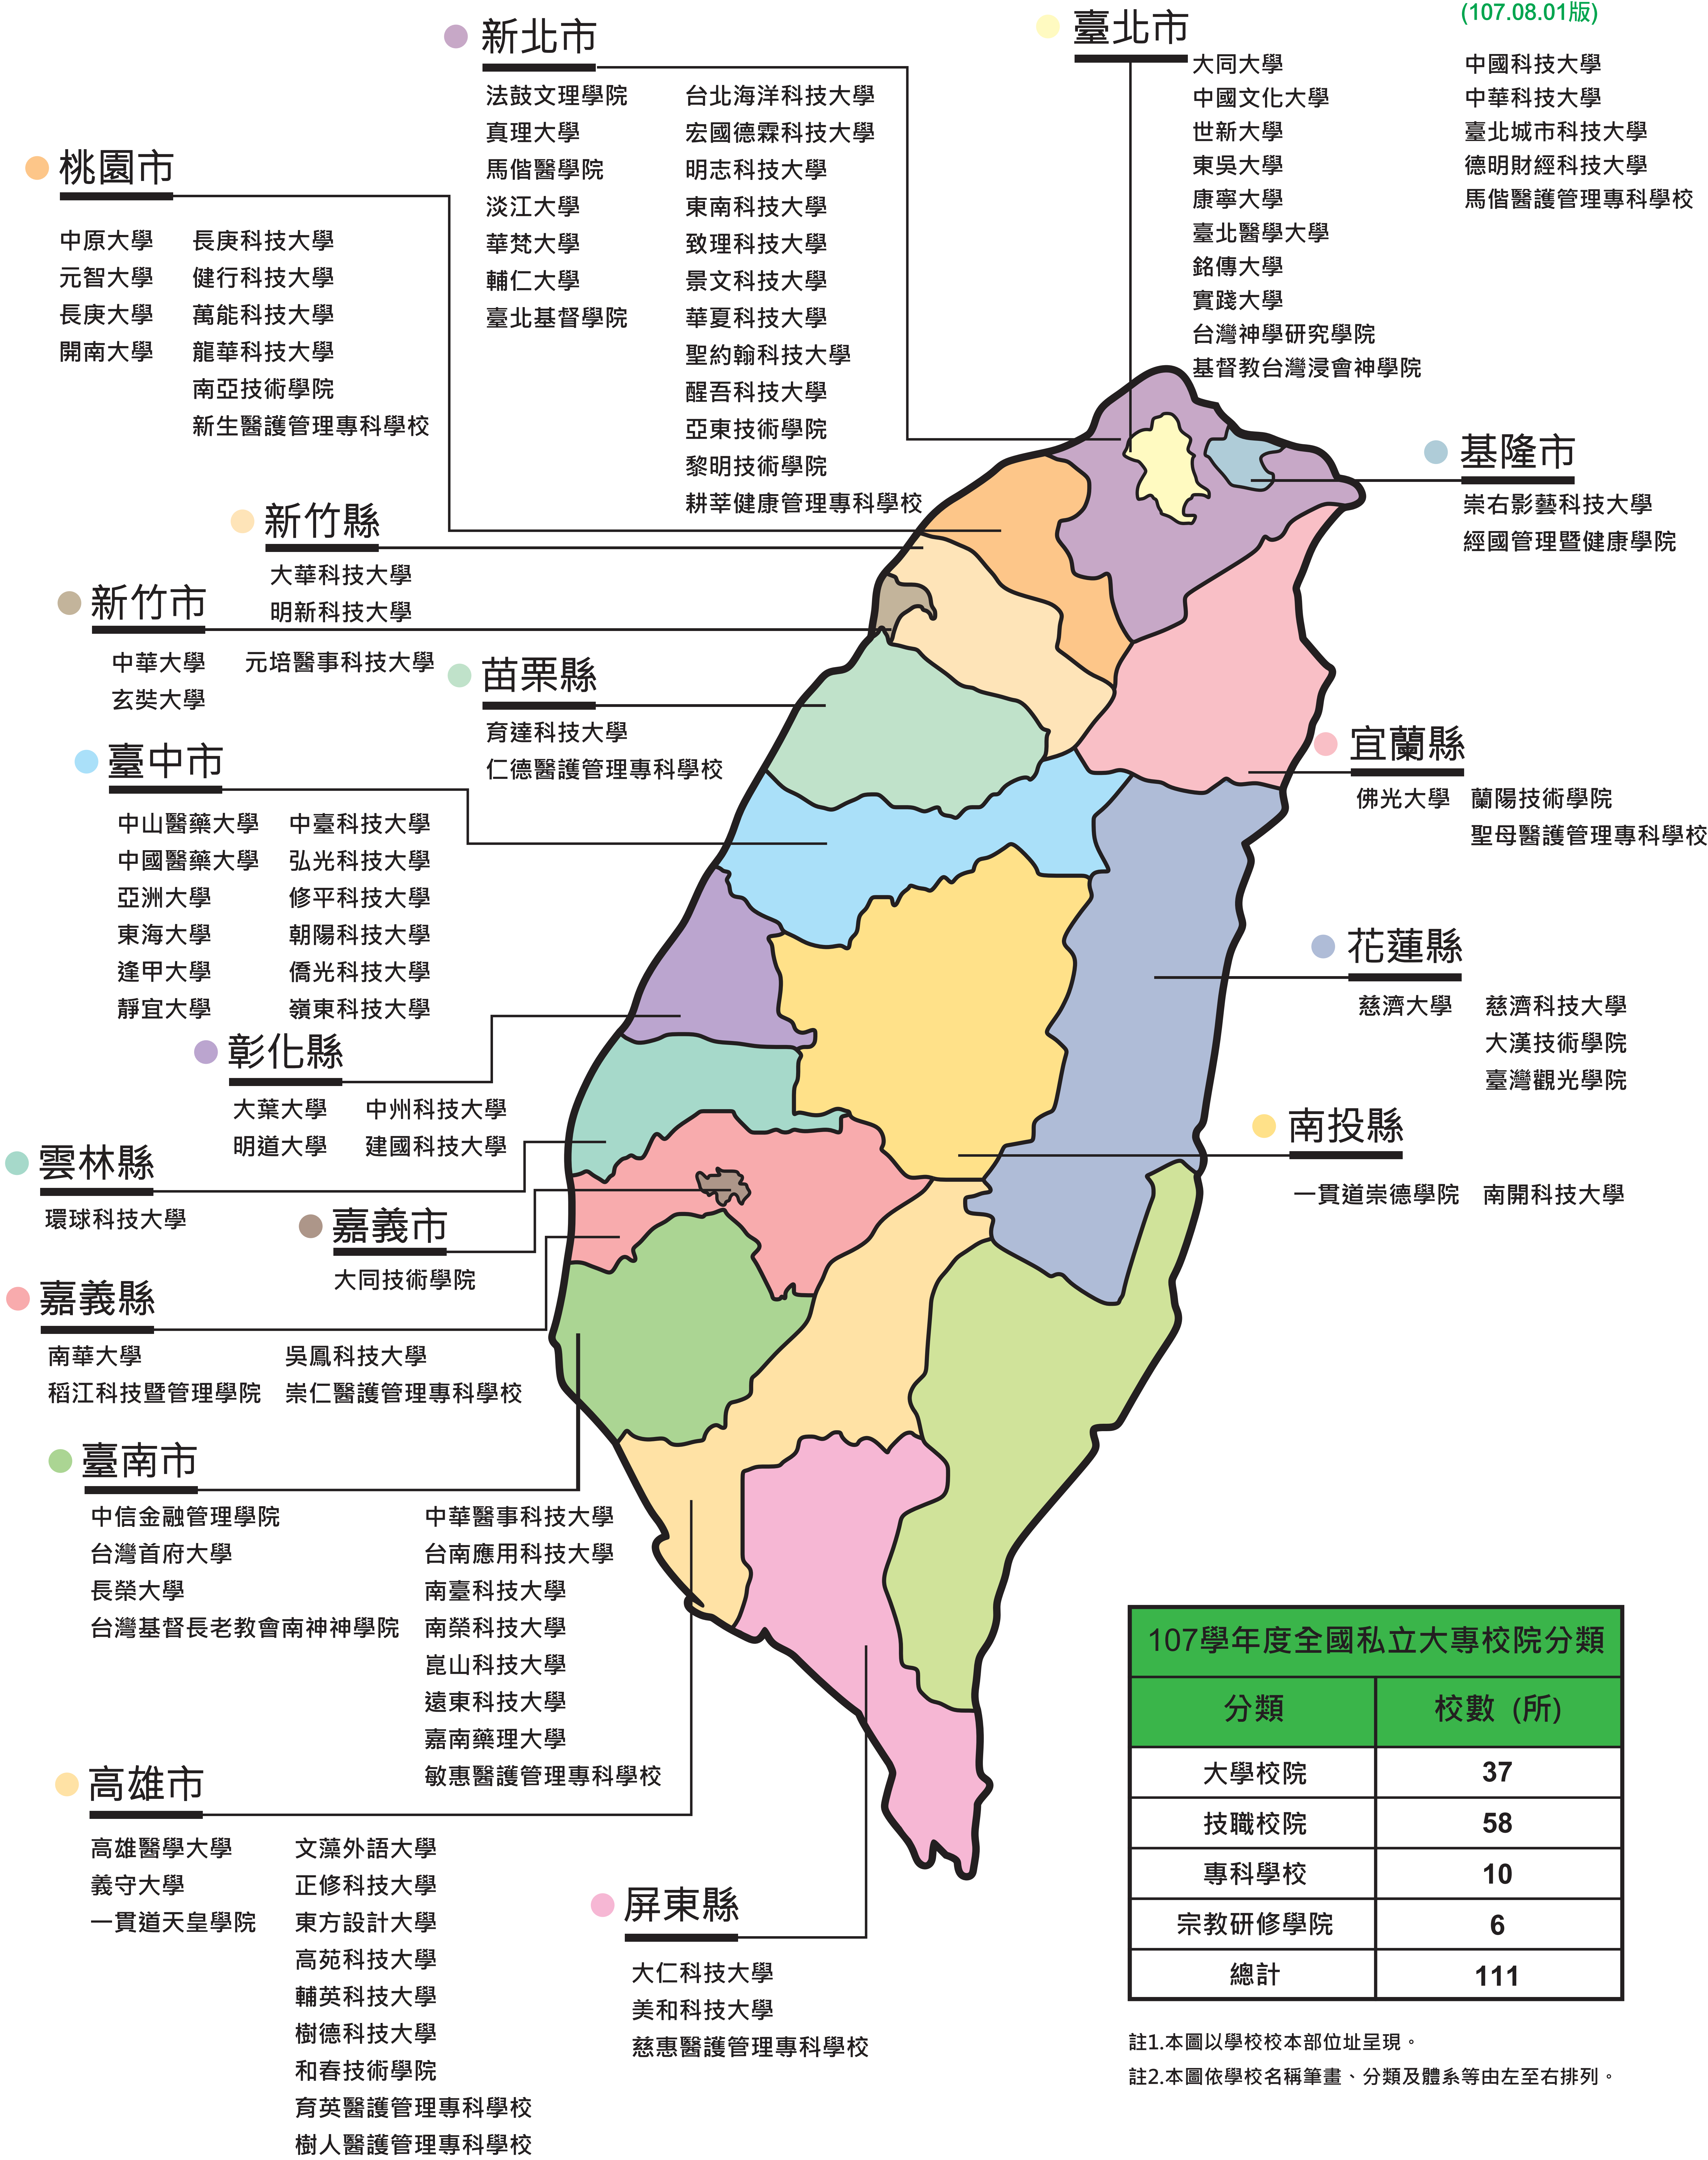 (107.08.01版)
新北市
法鼓文理學院
真理大學
馬偕醫學院
淡江大學
華梵大學
輔仁大學
臺北基督學院
台北海洋科技大學
宏國德霖科技大學
明志科技大學
東南科技大學
致理科技大學
景文科技大學
華夏科技大學
聖約翰科技大學
醒吾科技大學
亞東技術學院
黎明技術學院
耕莘健康管理專科學校
臺北市
大同大學
中國文化大學
世新大學
東吳大學
康寧大學
臺北醫學大學
銘傳大學
實踐大學
台灣神學研究學院
基督教台灣浸會神學院
中國科技大學
中華科技大學
臺北城市科技大學
德明財經科技大學
馬偕醫護管理專科學校
桃園市
中原大學
元智大學
長庚大學
開南大學
長庚科技大學
健行科技大學
萬能科技大學
龍華科技大學
南亞技術學院
新生醫護管理專科學校
基隆市
崇右影藝科技大學
經國管理暨健康學院
新竹縣
大華科技大學
明新科技大學
新竹市
中華大學
玄奘大學
元培醫事科技大學
苗栗縣
育達科技大學
仁德醫護管理專科學校
臺中市
中山醫藥大學
中國醫藥大學
亞洲大學
東海大學
逢甲大學
靜宜大學
中臺科技大學
弘光科技大學
修平科技大學
朝陽科技大學
僑光科技大學
嶺東科技大學
宜蘭縣
佛光大學
蘭陽技術學院
聖母醫護管理專科學校
花蓮縣
慈濟大學
慈濟科技大學
大漢技術學院
臺灣觀光學院
彰化縣
大葉大學
明道大學
中州科技大學
建國科技大學
南投縣
一貫道崇德學院
南開科技大學
雲林縣
環球科技大學
嘉義市
大同技術學院
嘉義縣
南華大學
稻江科技暨管理學院
吳鳳科技大學
崇仁醫護管理專科學校
臺南市
中信金融管理學院
台灣首府大學
長榮大學
台灣基督長老教會南神神學院
中華醫事科技大學
台南應用科技大學
南臺科技大學
南榮科技大學
崑山科技大學
遠東科技大學
嘉南藥理大學
敏惠醫護管理專科學校
高雄市
高雄醫學大學
義守大學
一貫道天皇學院
文藻外語大學
正修科技大學
東方設計大學
高苑科技大學
輔英科技大學
樹德科技大學
和春技術學院
育英醫護管理專科學校
樹人醫護管理專科學校
屏東縣
大仁科技大學
美和科技大學
慈惠醫護管理專科學校
107學年度全國私立大專校院分類
分類 校數 (所)
大學校院 37
技職校院 58
專科學校 10
宗教研修學院 6
總計 111
註1.本圖以學校校本部位址呈現。
註2.本圖依學校名稱筆畫、分類及體系等由左至右排列。